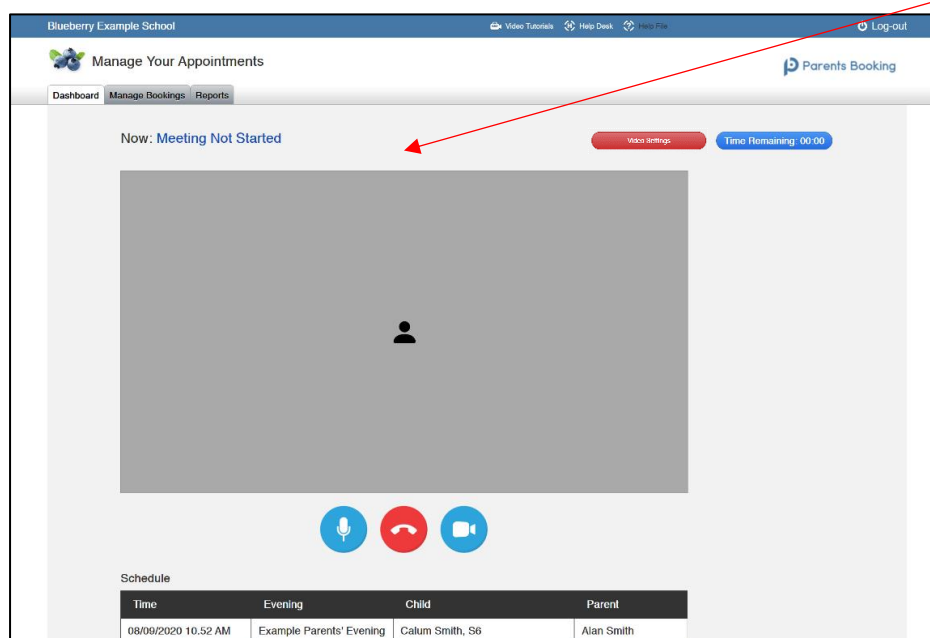 Blueberry Example School Video Tutorials Help Desk Help File Log-out
Manage Your Appointments Parents Booking
Dashboard Manage Bookings Reports
Now: Meeting Not Started Video Settings Time Remaining: 00:00
Schedule
Time Evening Child Parent
08/09/2020 10.52 AM Example Parents' Evening Calum Smith, S6 Alan Smith